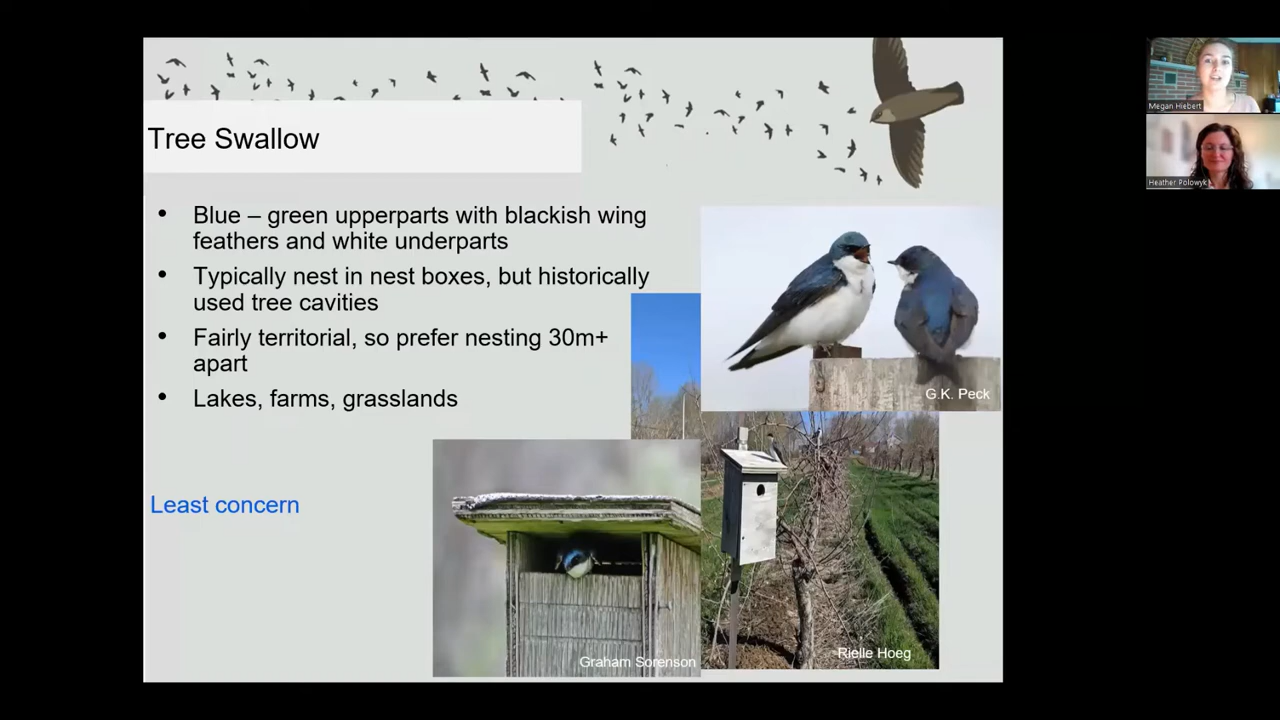 Tree Swallow
• Blue – green upperparts with blackish wing
feathers and white underparts
• Typically nest in nest boxes, but historically
used tree cavities
• Fairly territorial, so prefer nesting 30m+
apart
• Lakes, farms, grasslands
Least concern
G.K. Peck
Graham Sorenson
Rielle Hoeg
Megan Hiebert
Heather Polowyk